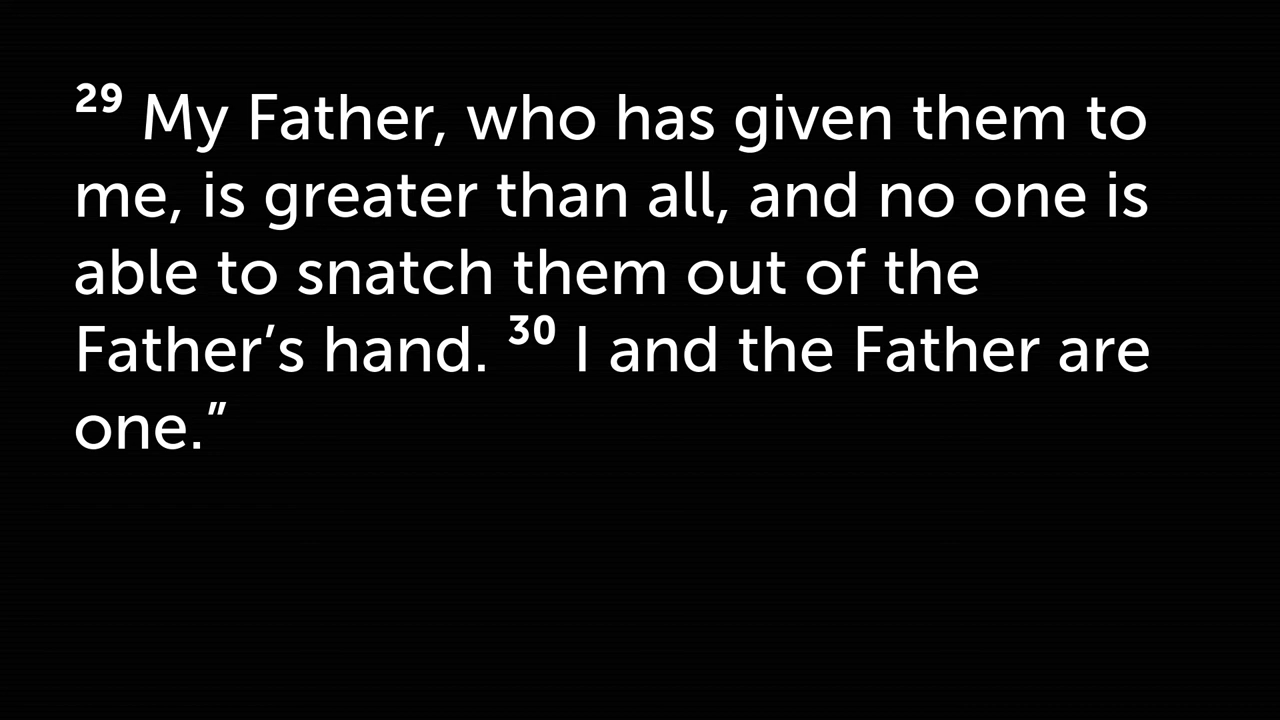 29 My Father, who has given them to
me, is greater than all, and no one is
able to snatch them out of the
Father’s hand. 30 I and the Father are
one.”